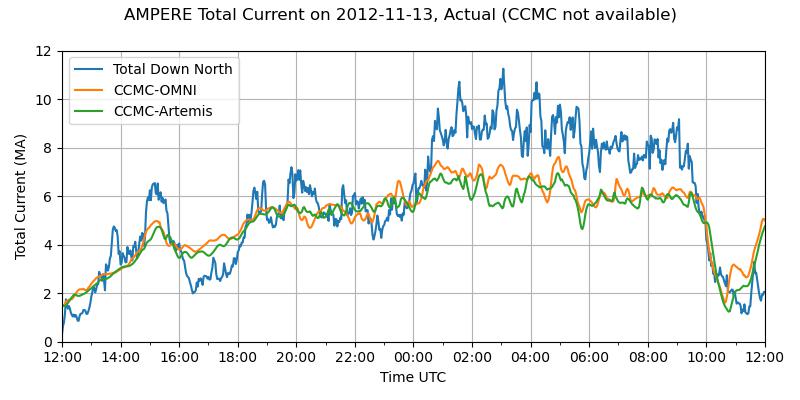 AMPERE Total Current on 2012-11-13, Actual (CCMC not available)
Total Down North
CCMC-OMNI
CCMC-Artemis
Total Current (MA)
12
10
8
6
4
2
0
12:00 14:00 16:00 18:00 20:00 22:00 00:00 02:00 04:00 06:00 08:00 10:00 12:00
Time UTC